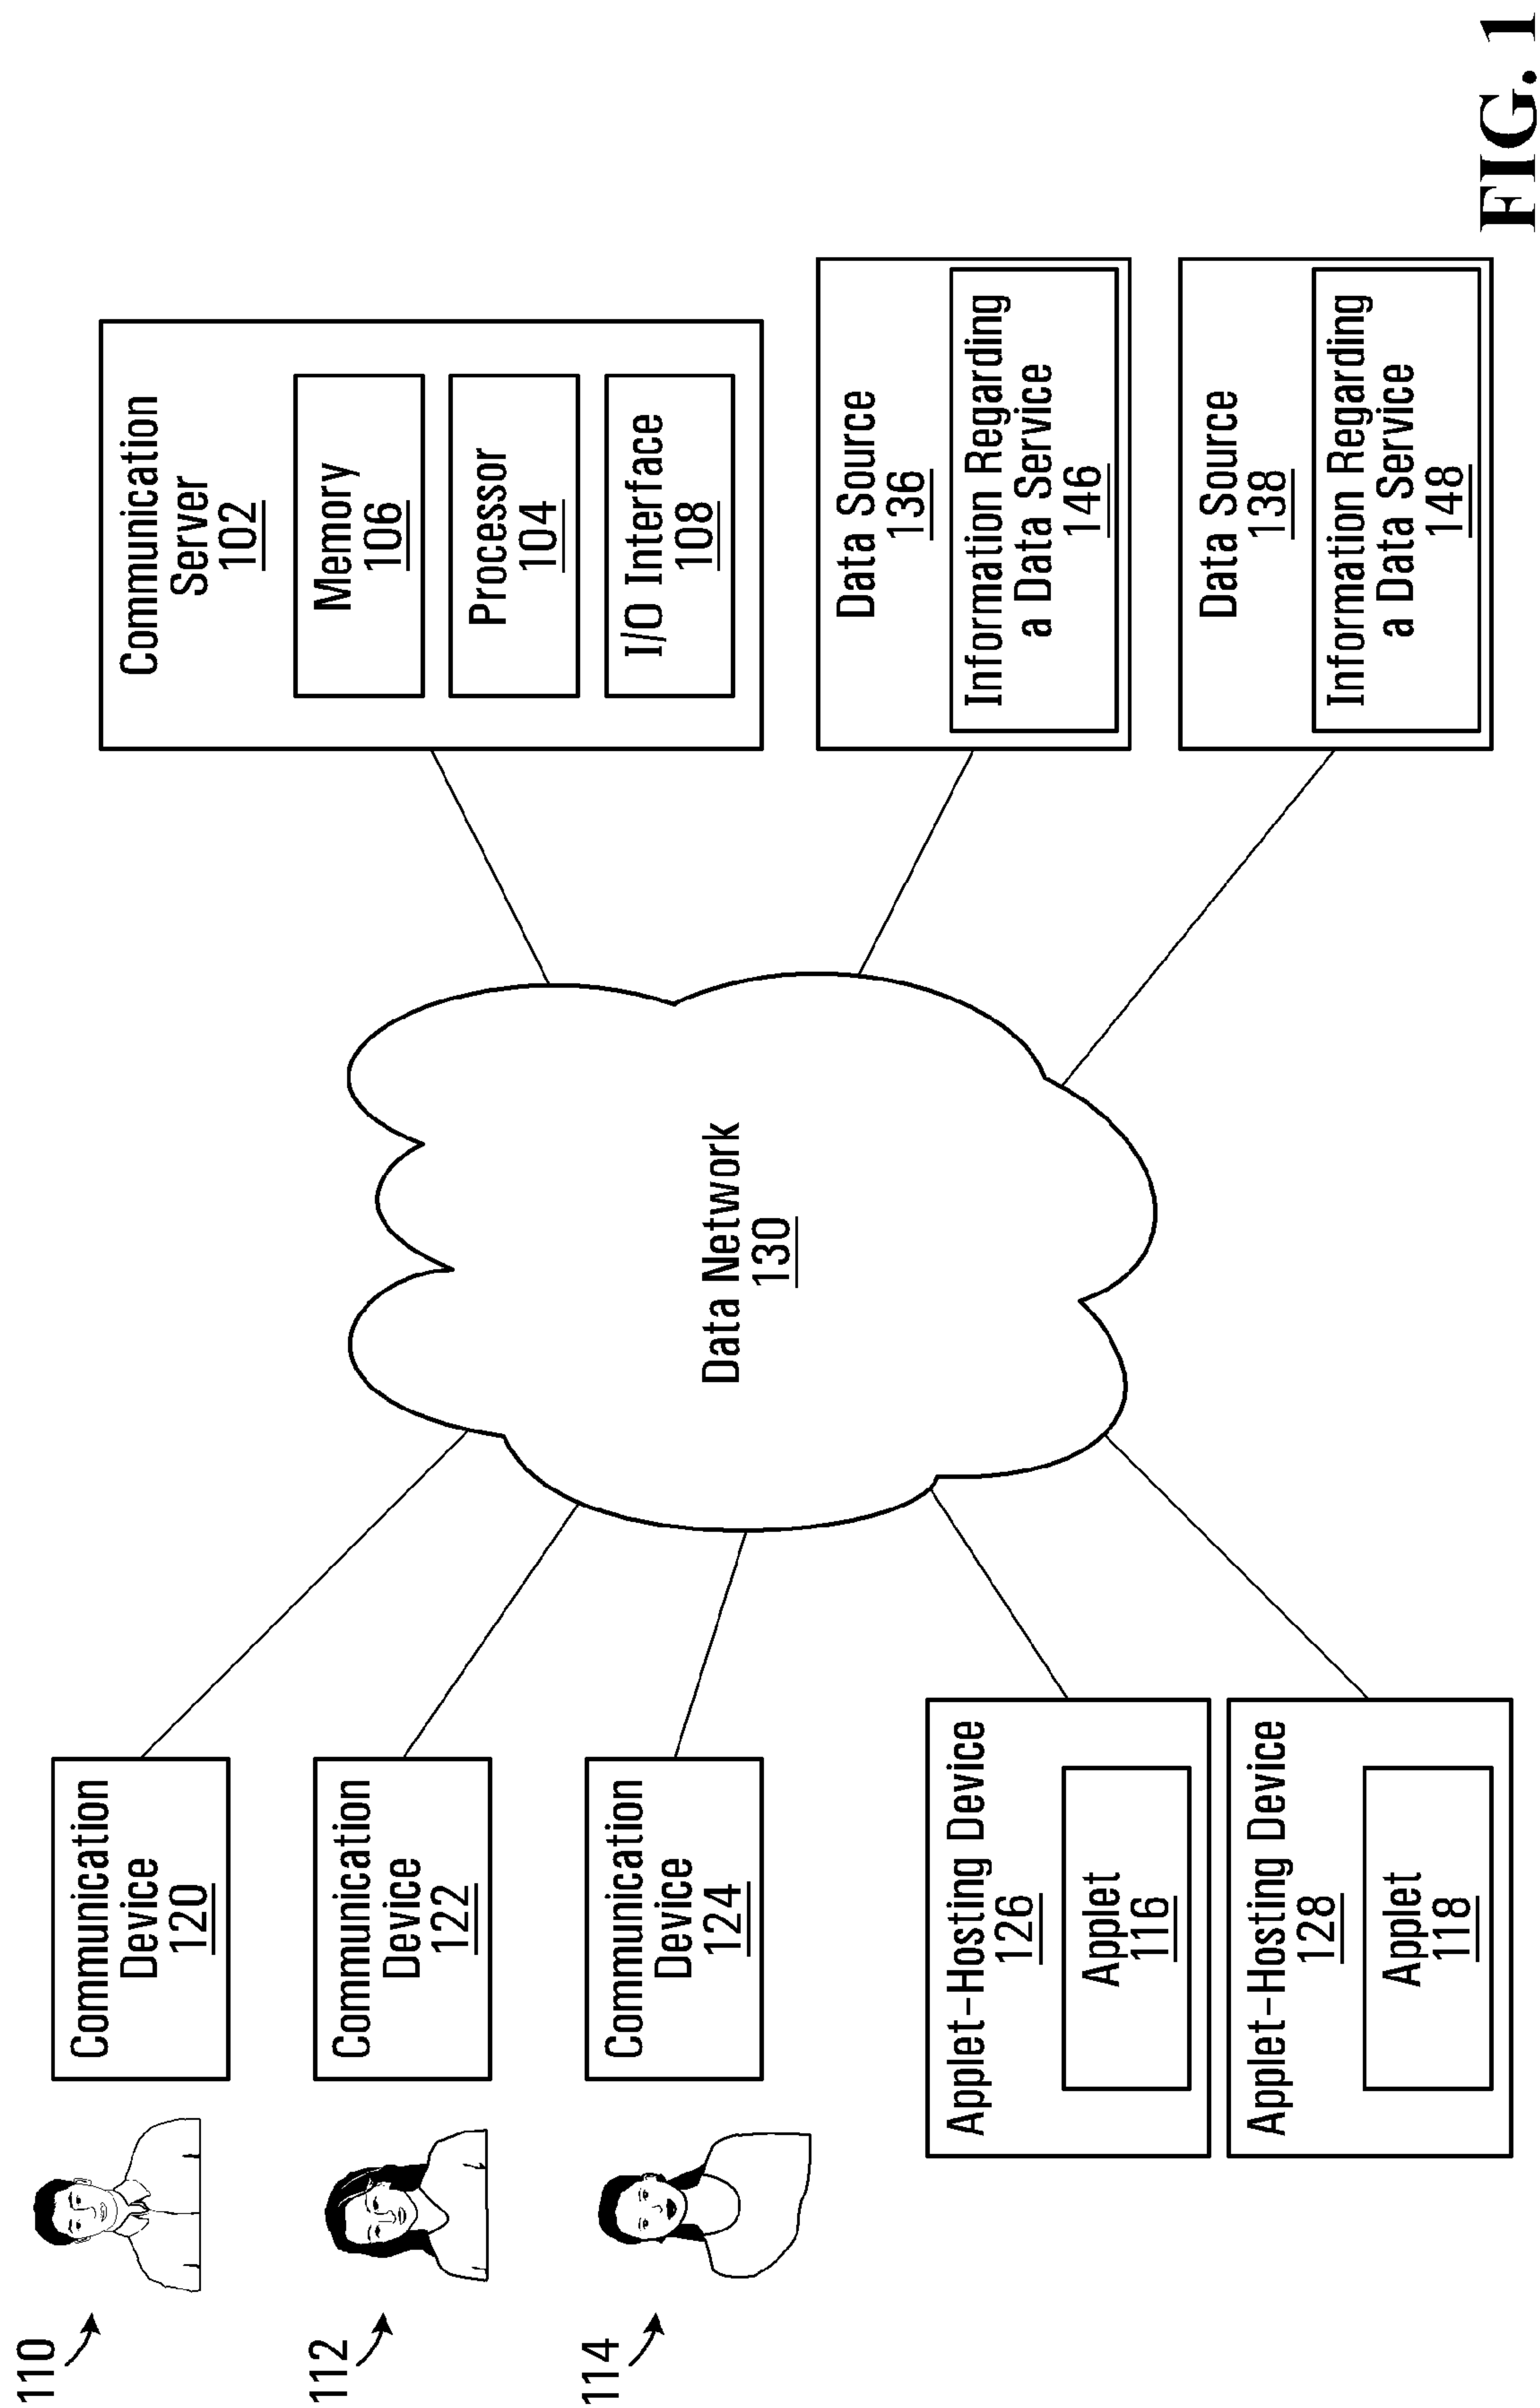 110
Communication
Device
120
112
Communication
Device
122
114
Communication
Device
124
Applet-Hosting Device
126
Applet
116
Applet-Hosting Device
128
Applet
118
Data Network
130
Communication
Server
102
Memory
106
Processor
104
I/O Interface
108
Data Source
136
Information Regarding
a Data Service
146
Data Source
138
Information Regarding
a Data Service
148
FIG. 1